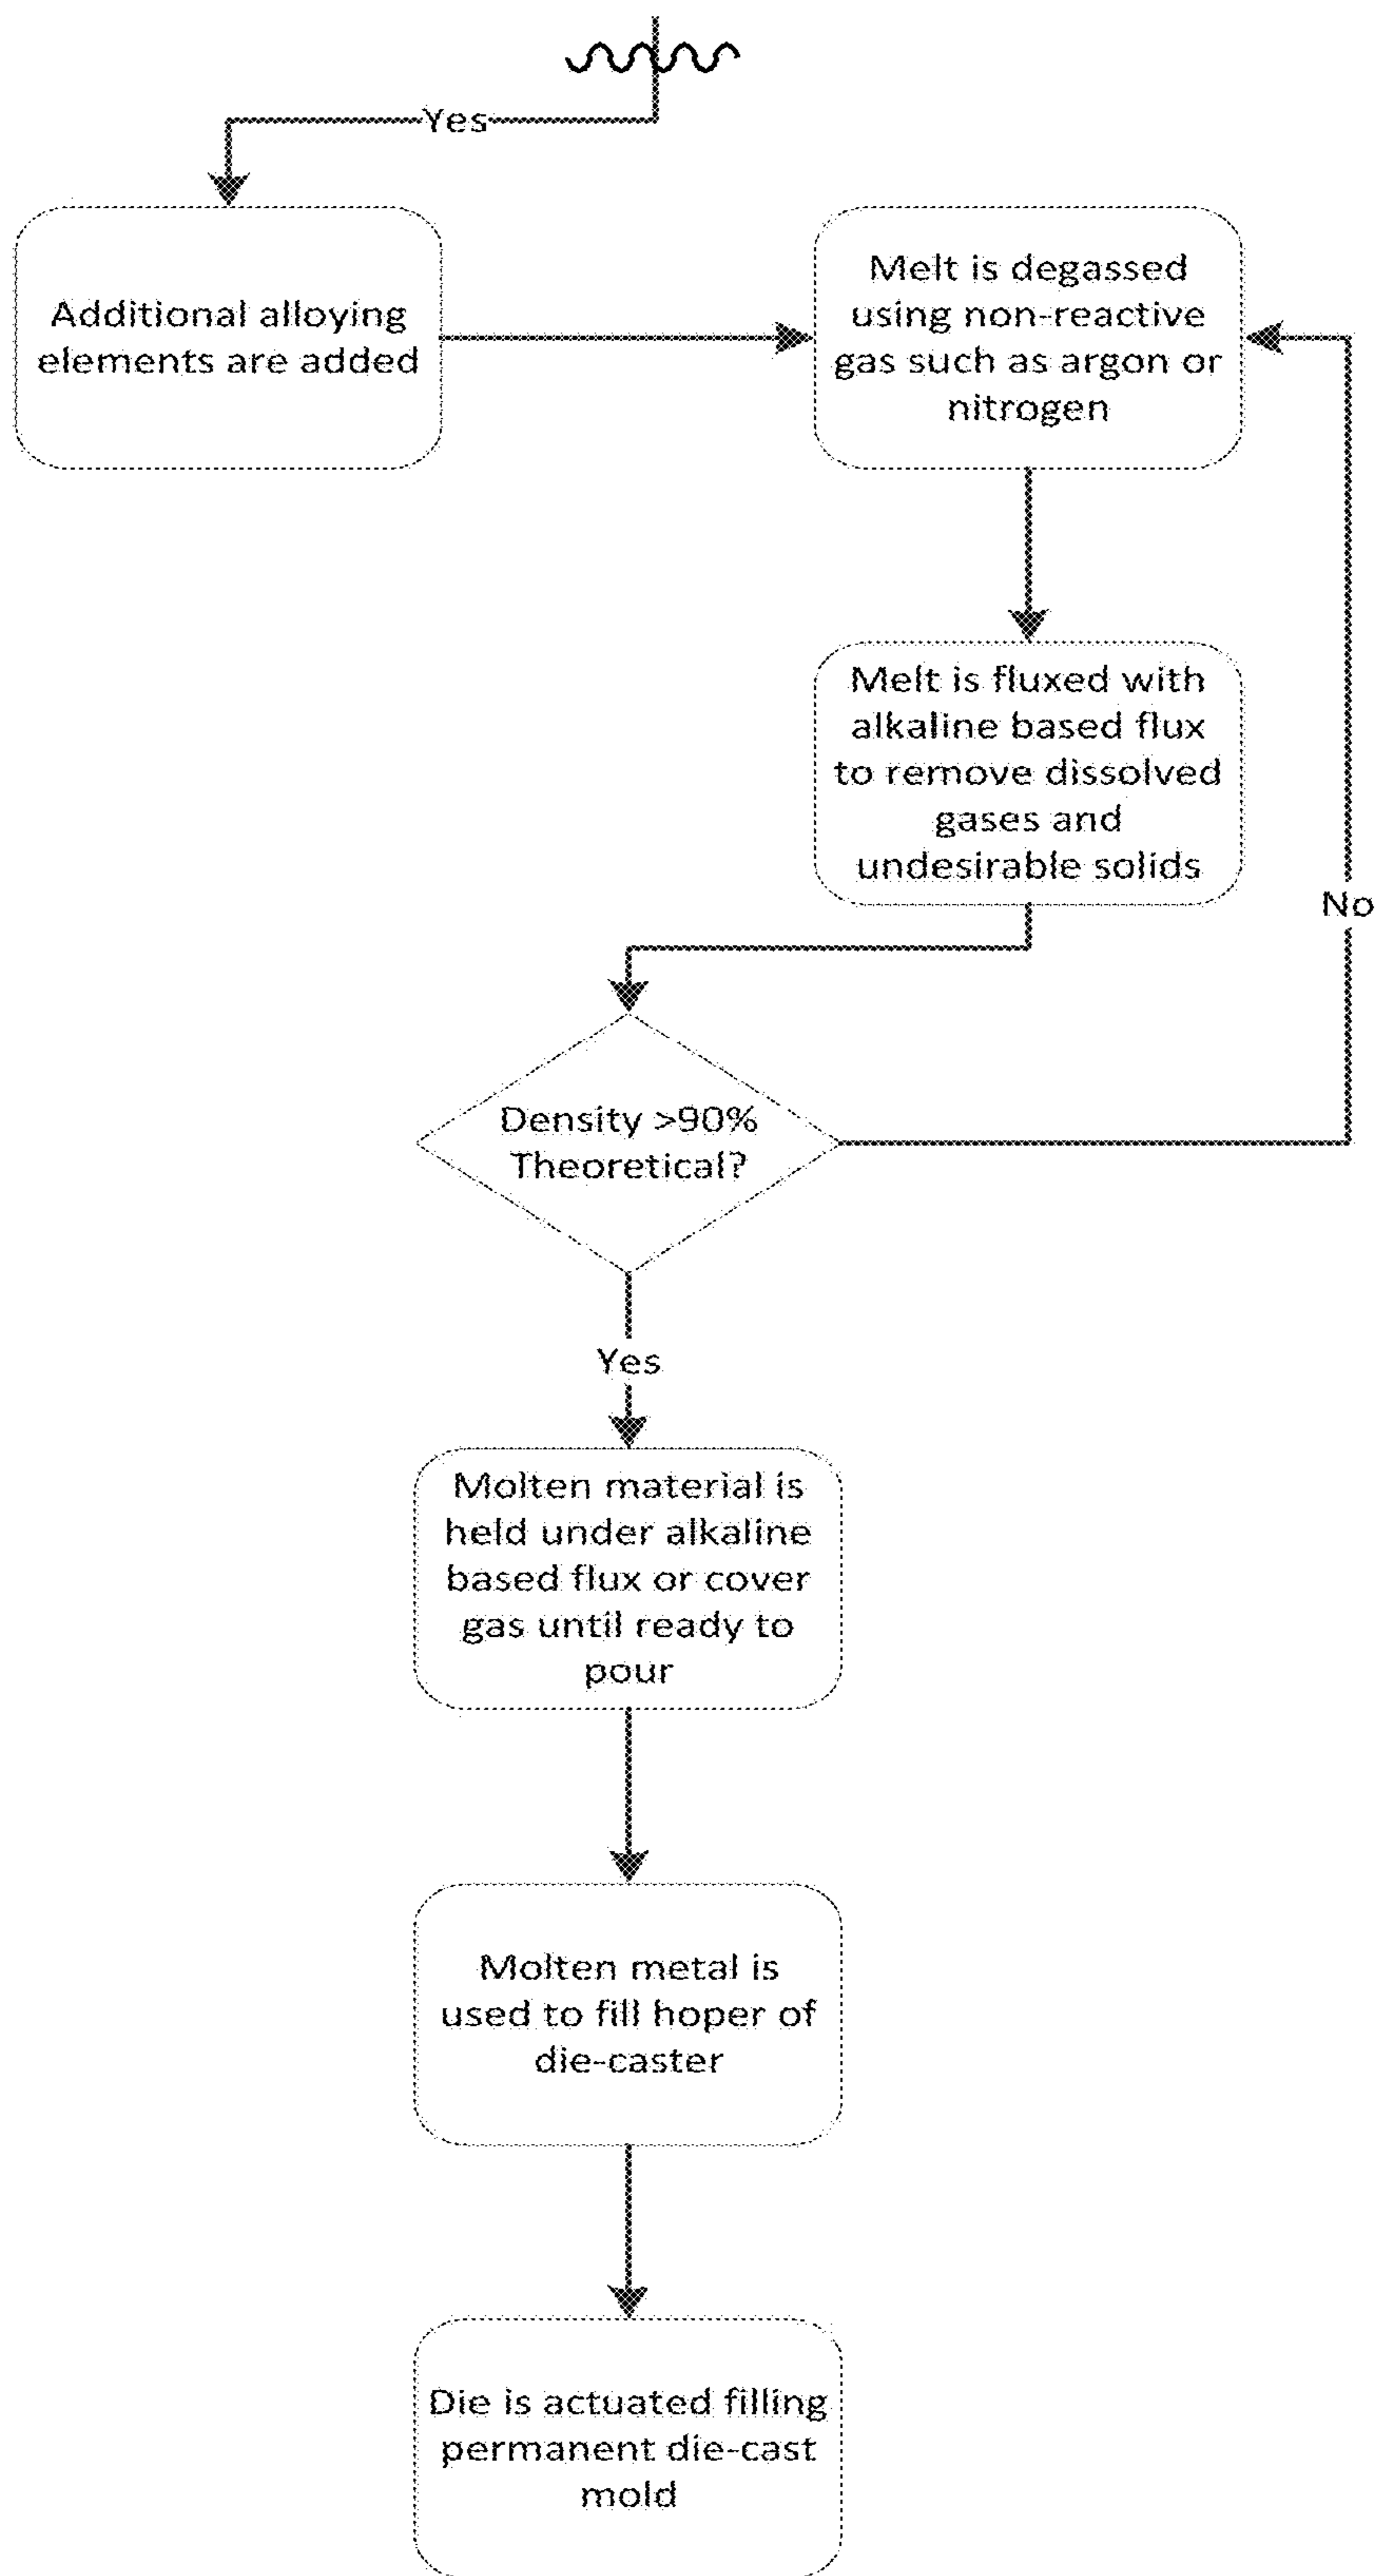 Yes
Additional alloying
elements are added
Melt is degassed
using non-reactive
gas such as argon or
nitrogen
Melt is fluxed with
alkaline based flux
to remove dissolved
gases and
undesirable solids
No
Density >90%
Theoretical?
Yes
Molten material is
held under alkaline
based flux or cover
gas until ready to
pour
Molten metal is
used to fill hoper of
die-caster
Die is actuated filling
permanent die-cast
mold